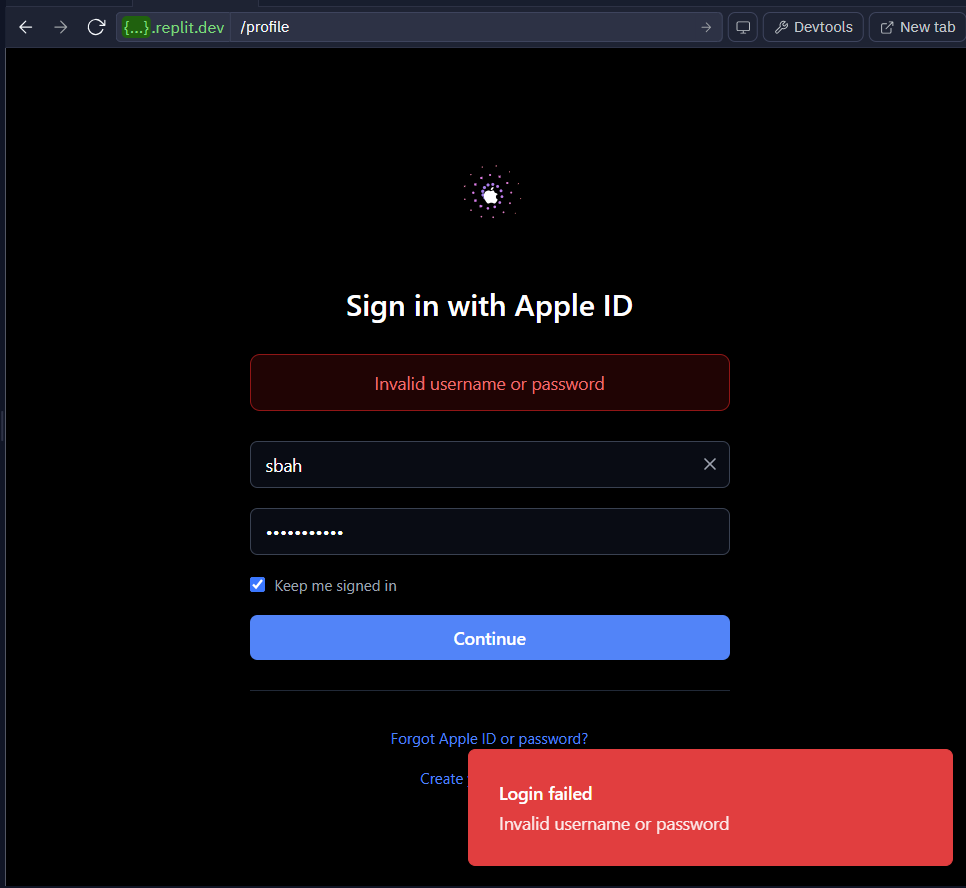 {...}.replit.dev /profile
Devtools
New tab
Sign in with Apple ID
Invalid username or password
sbah
•••••••••••
Keep me signed in
Continue
Forgot Apple ID or password?
Create
Login failed
Invalid username or password